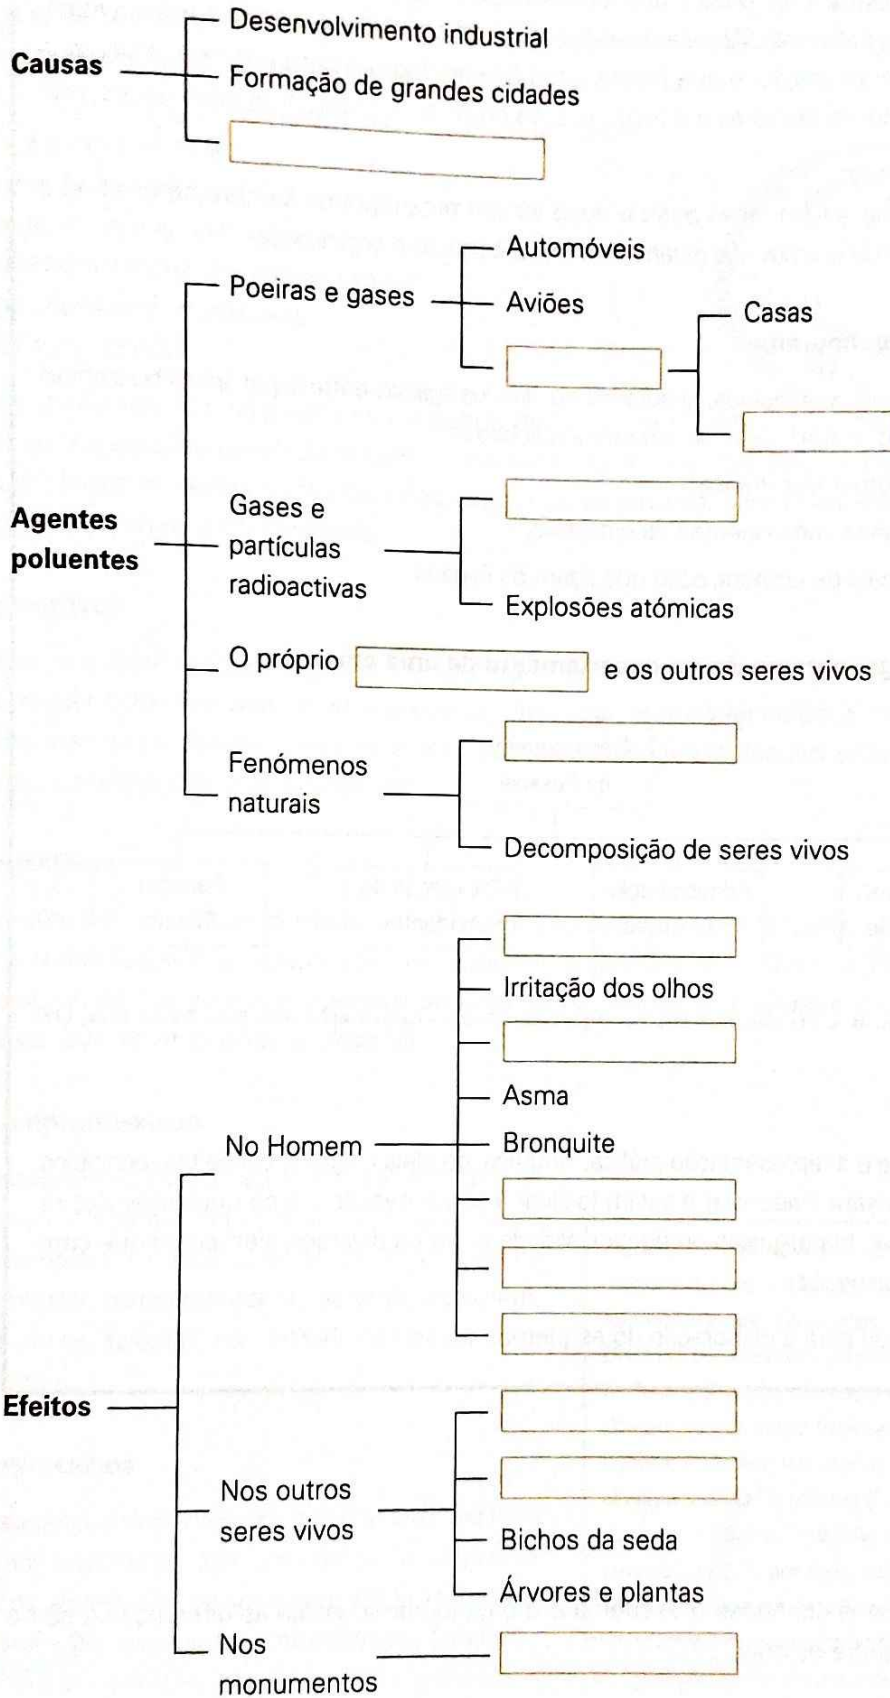 Causas
Desenvolvimento industrial
Formação de grandes cidades
Agentes
poluentes
Poeiras e gases
Automóveis
Aviões
Casas
Gases e
partículas
radioactivas
Explosões atómicas
O próprio
e os outros seres vivos
Fenómenos
naturais
Decomposição de seres vivos
Efeitos
No Homem
Irritação dos olhos
Asma
Bronquite
Nos outros
seres vivos
Bichos da seda
Árvores e plantas
Nos
monumentos